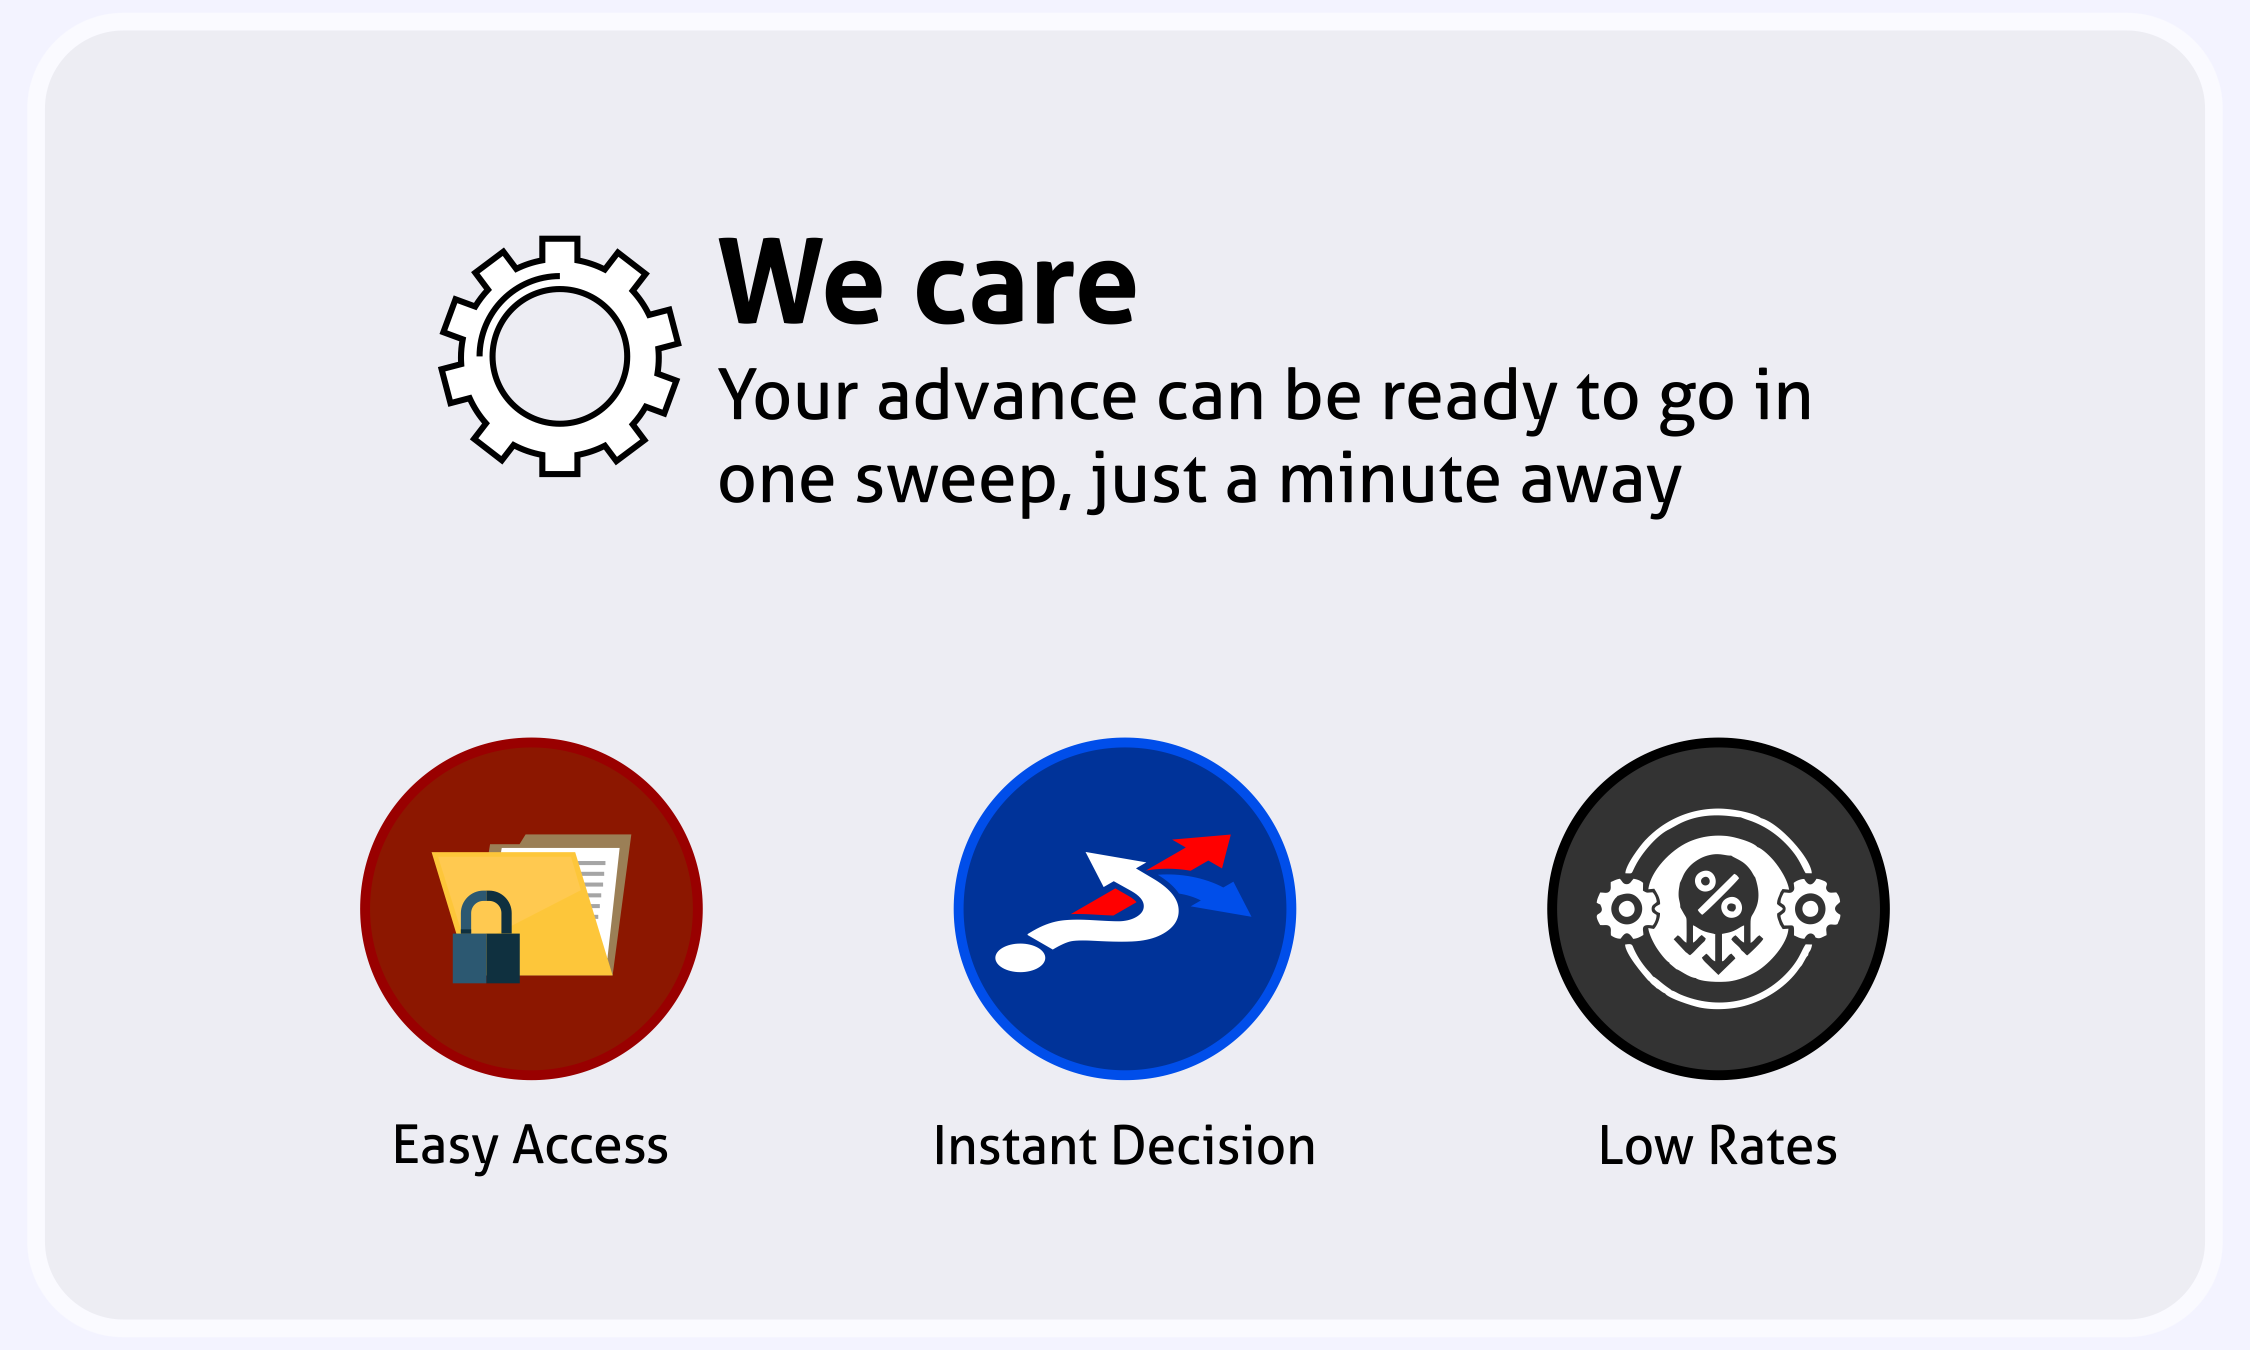 We care
Your advance can be ready to go in
one sweep, just a minute away
%
Easy Access
Instant Decision
Low Rates